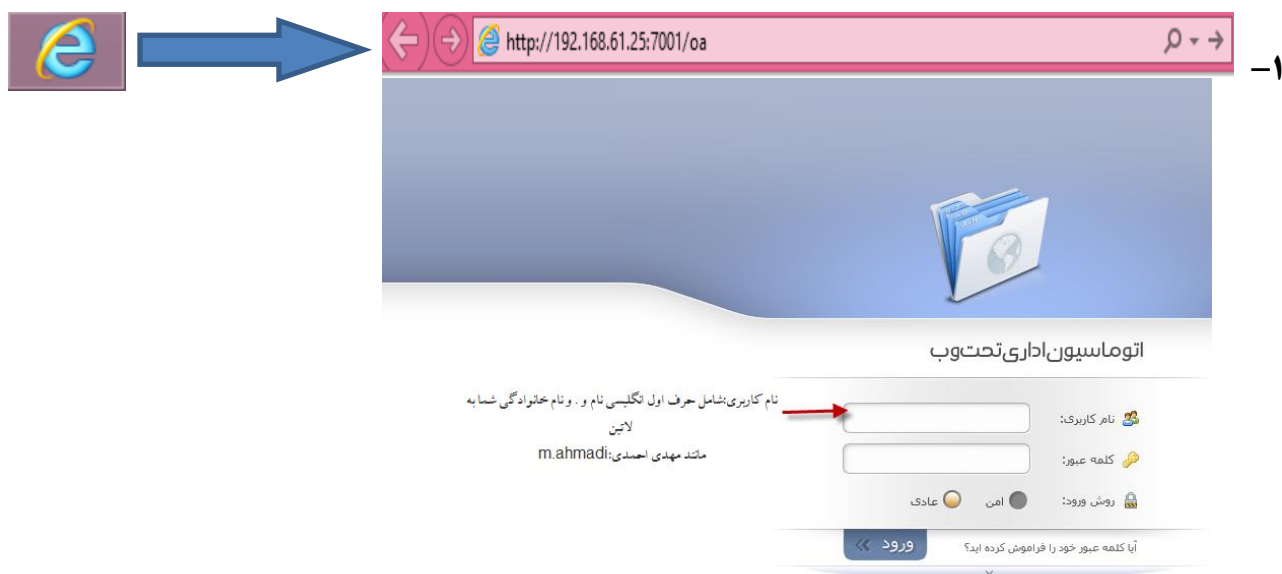 http://192.168.61.25:7001/oa
۱-
اتوماسیون اداری تحت وب
نام کاربری:شامل حرف اول انگلیسی نام و . و نام خانوادگی شما به
لاتین
مانند مهدی احمدی:m.ahmadi
نام کاربری:
کلمه عبور:
روش ورود: امن عادی
آیا کلمه عبور خود را فراموش کرده اید؟
ورود